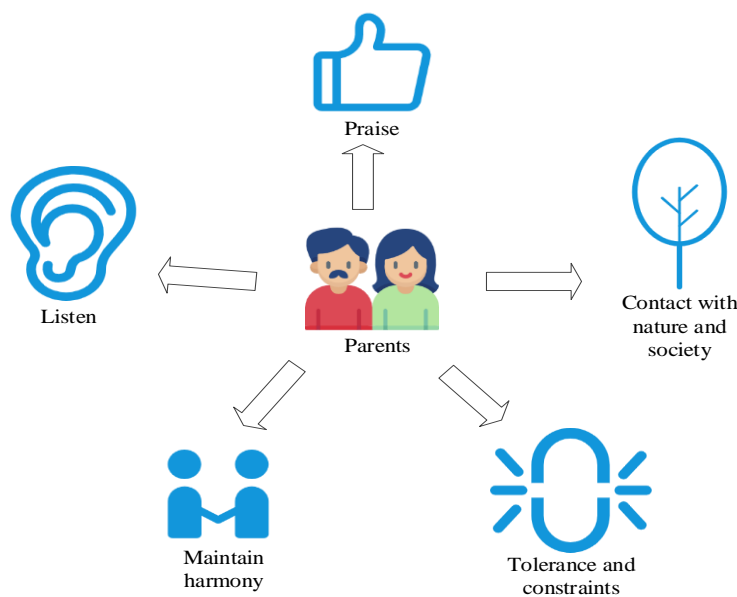 Praise
Listen
Contact with
nature and
society
Parents
Maintain
harmony
Tolerance and
constraints